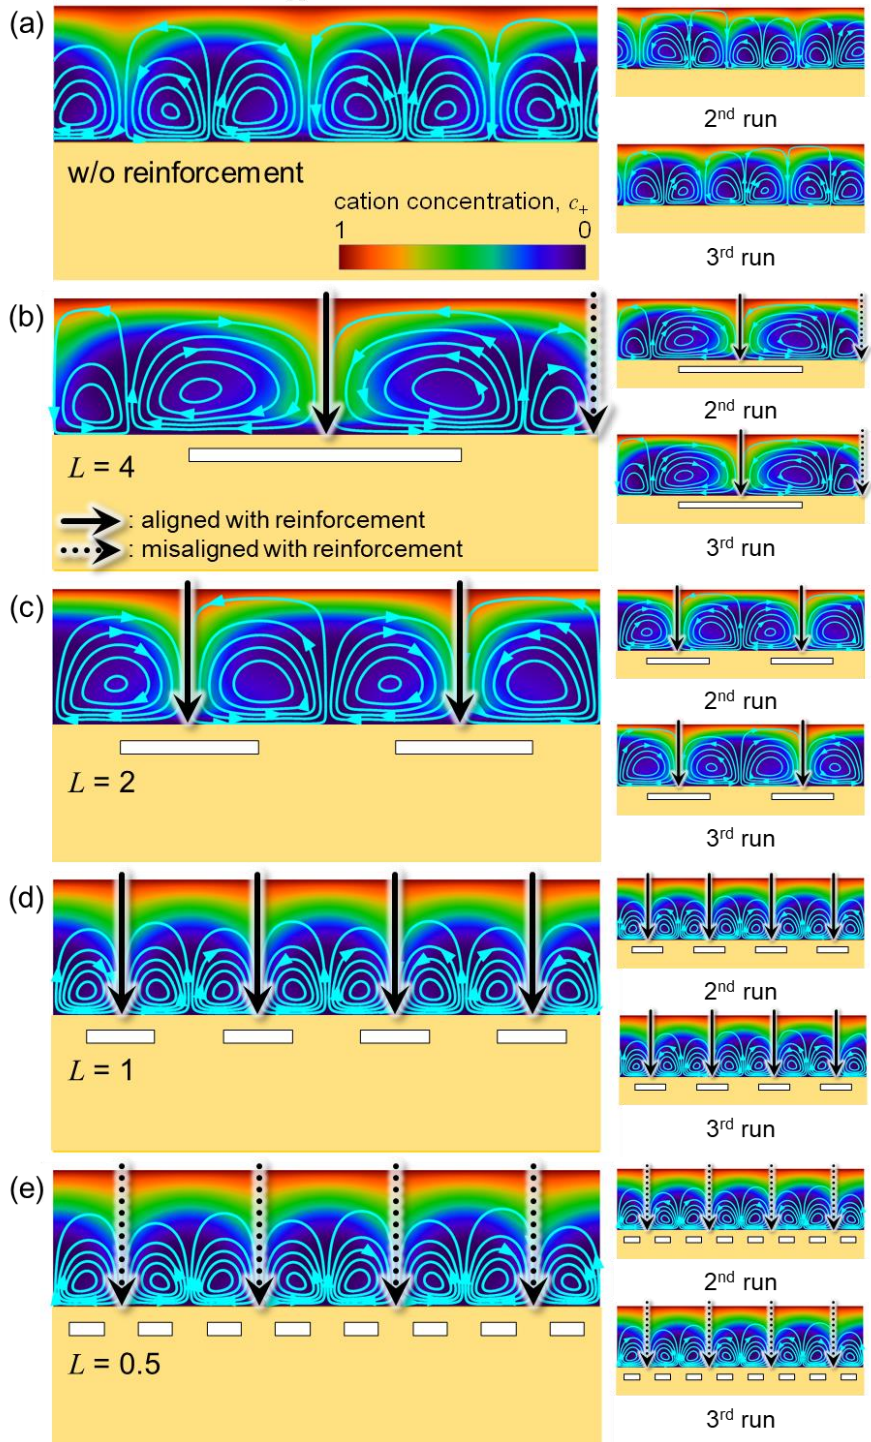 (a)
2nd run
w/o reinforcement
cation concentration, c+
1 0
3rd run
(b)
2nd run
L = 4
: aligned with reinforcement
: misaligned with reinforcement
3rd run
(c)
2nd run
L = 2
3rd run
(d)
2nd run
L = 1
3rd run
(e)
2nd run
L = 0.5
3rd run